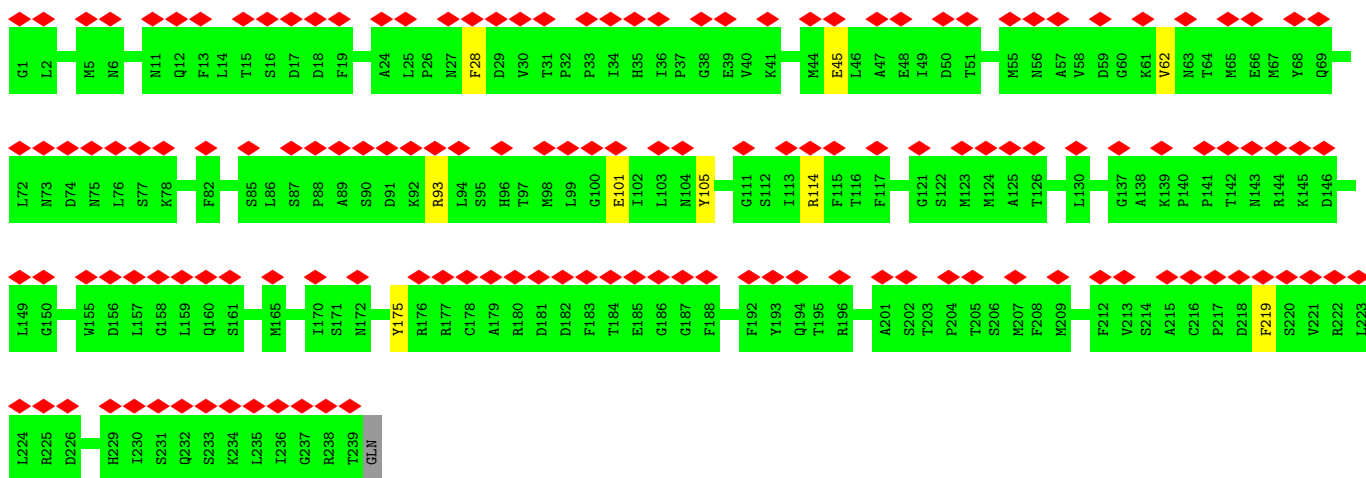 G1 L2 M5 N6 N11 Q12 F13 L14 T15 S16 D17 D18 F19 A24 L25 P26 N27 F28 D29 V30 T31 P32 P33 I34 H35 I36 P37 G38 E39 V40 K41 M44 E45 L46 A47 E48 I49 D50 T51 M55 N56 A57 V58 D59 G60 K61 V62 N63 T64 M65 E66 M67 Y68 Q69
L72 N73 D74 N75 L76 S77 K78 F82 S85 L86 S87 P88 A89 S90 D91 K92 R93 L94 S95 H96 T97 M98 L99 G100 E101 I102 L103 N104 Y105 G111 S112 I113 R114 F115 T116 F117 G121 S122 M123 M124 A125 T126 L130 G137 A138 K139 P140 P141 T142 N143 R144 K145 D146
L149 G150 W155 D156 L157 G158 L159 Q160 S161 M165 I170 S171 N172 Y175 R176 R177 C178 A179 R180 D181 D182 F183 T184 E185 G186 G187 F188 F192 Y193 Q194 T195 R196 A201 S202 T203 P204 T205 S206 M207 F208 M209 F212 V213 S214 A215 C216 P217 D218 F219 S220 V221 R222 L223
L224 R225 D226 H229 I230 S231 Q232 S233 K234 L235 I236 G237 R238 T239 GLN